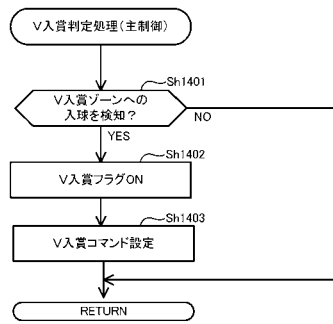 V入賞判定処理(主制御)
Sh1401
V入賞ゾーンへの
入球を検知?
NO
YES
Sh1402
V入賞フラグON
Sh1403
V入賞コマンド設定
RETURN